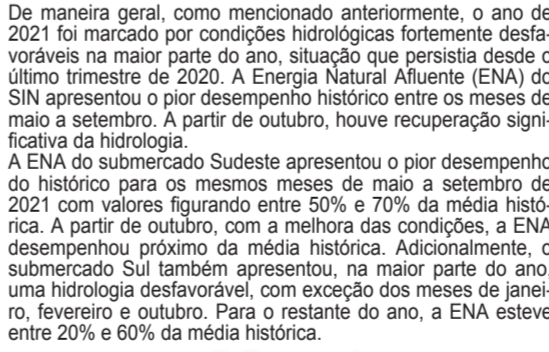 De maneira geral, como mencionado anteriormente, o ano de
2021 foi marcado por condições hidrológicas fortemente desfa-
voráveis na maior parte do ano, situação que persistia desde o
último trimestre de 2020. A Energia Natural Afluente (ENA) do
SIN apresentou o pior desempenho histórico entre os meses de
maio a setembro. A partir de outubro, houve recuperação signi-
ficativa da hidrologia.
A ENA do submercado Sudeste apresentou o pior desempenho
do histórico para os mesmos meses de maio a setembro de
2021 com valores figurando entre 50% e 70% da média histó-
rica. A partir de outubro, com a melhora das condições, a ENA
desempenhou próximo da média histórica. Adicionalmente, o
submercado Sul também apresentou, na maior parte do ano,
uma hidrologia desfavorável, com exceção dos meses de janei-
ro, fevereiro e outubro. Para o restante do ano, a ENA esteve
entre 20% e 60% da média histórica.